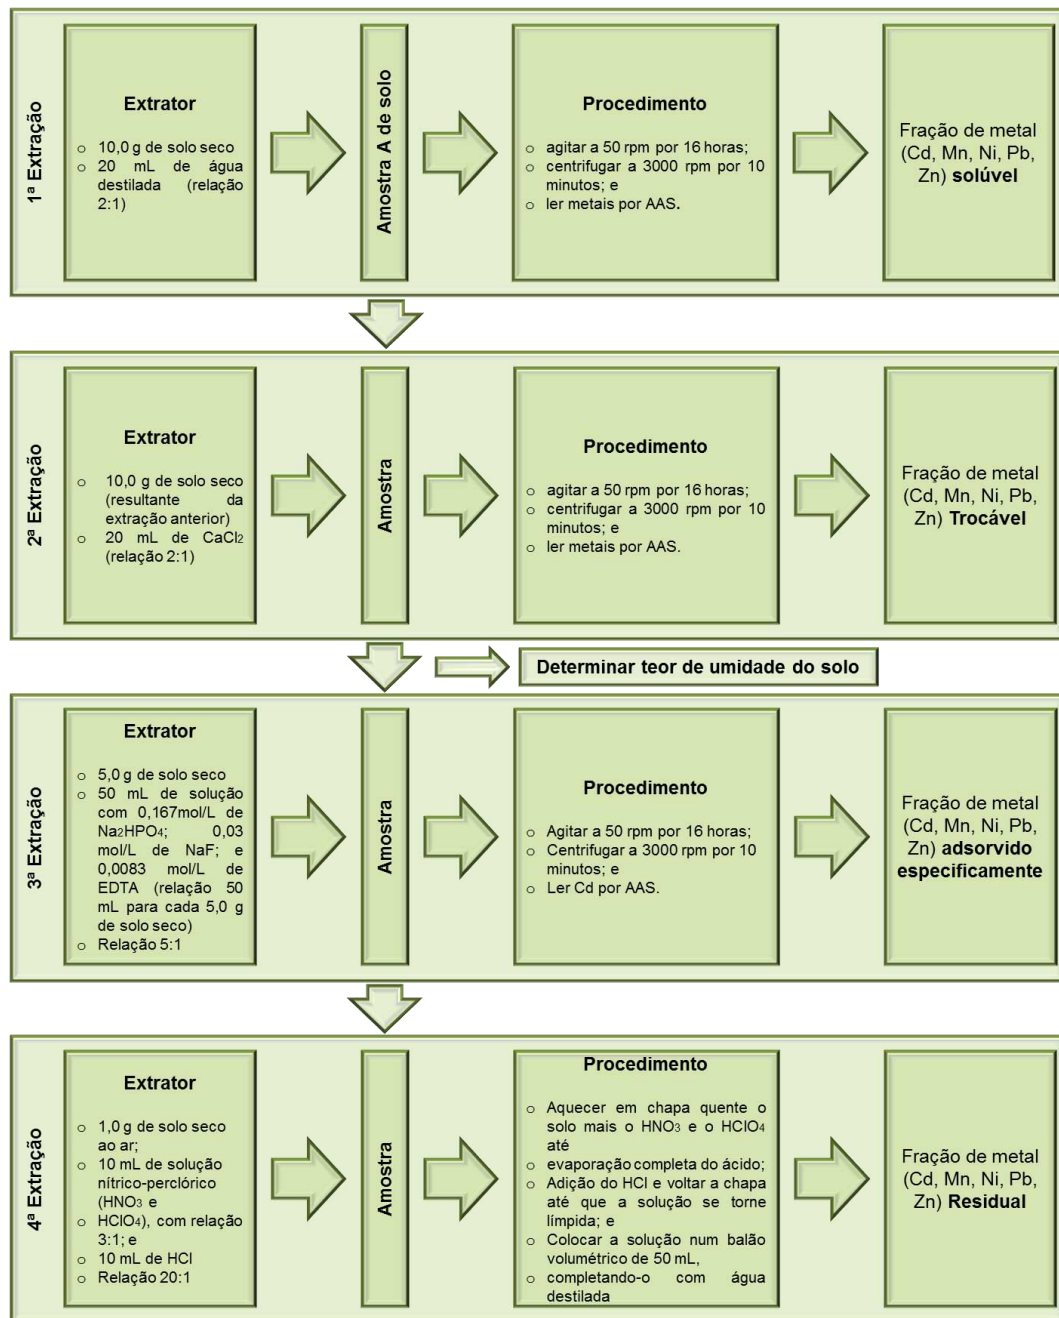 1ª Extração
Extrator
o 10,0 g de solo seco
o 20 mL de água
destilada (relação
2:1)
Amostra A de solo
Procedimento
o agitar a 50 rpm por 16 horas;
o centrifugar a 3000 rpm por 10
minutos; e
o ler metais por AAS.
Fração de metal
(Cd, Mn, Ni, Pb,
Zn) solúvel
2ª Extração
Extrator
o 10,0 g de solo seco
(resultante da
extração anterior)
o 20 mL de CaCl2
(relação 2:1)
Amostra
Procedimento
o agitar a 50 rpm por 16 horas;
o centrifugar a 3000 rpm por 10
minutos; e
o ler metais por AAS.
Fração de metal
(Cd, Mn, Ni, Pb,
Zn) Trocável
Determinar teor de umidade do solo
3ª Extração
Extrator
o 5,0 g de solo seco
o 50 mL de solução
com 0,167mol/L de
Na2HPO4; 0,03
mol/L de NaF; e
0,0083 mol/L de
EDTA (relação 50
mL para cada 5,0 g
de solo seco)
o Relação 5:1
Amostra
Procedimento
o Agitar a 50 rpm por 16 horas;
o Centrifugar a 3000 rpm por 10
minutos; e
o Ler Cd por AAS.
Fração de metal
(Cd, Mn, Ni, Pb,
Zn) adsorvido
especificamente
4ª Extração
Extrator
o 1,0 g de solo seco
ao ar;
o 10 mL de solução
nítrico-perclórico
(HNO3 e
o HClO4), com relação
3:1; e
o 10 mL de HCl
o Relação 20:1
Amostra
Procedimento
o Aquecer em chapa quente o
solo mais o HNO3 e o HClO4
até
o evaporação completa do ácido;
o Adição do HCl e voltar a chapa
até que a solução se torne
límpida; e
o Colocar a solução num balão
volumétrico de 50 mL,
o completando-o com água
destilada
Fração de metal
(Cd, Mn, Ni, Pb,
Zn) Residual